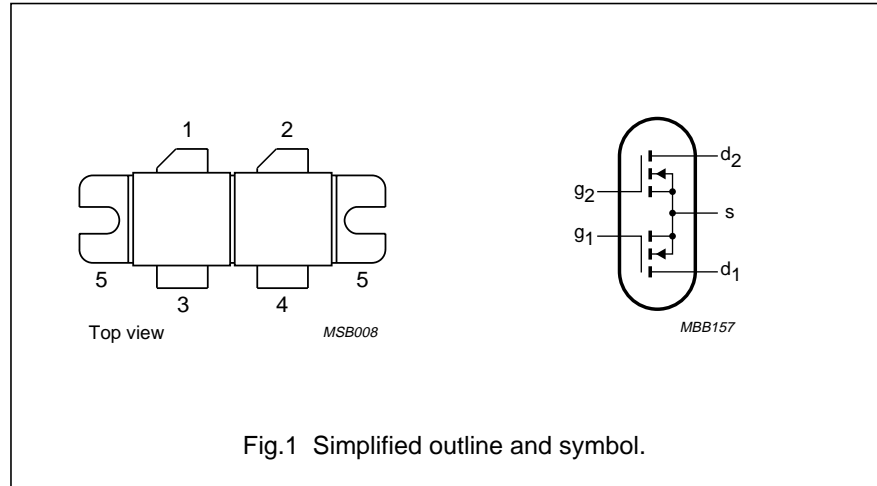 1 2
5 5
3 4
Top view MSB008
d2
g2
s
g1
d1
MBB157
Fig.1 Simplified outline and symbol.